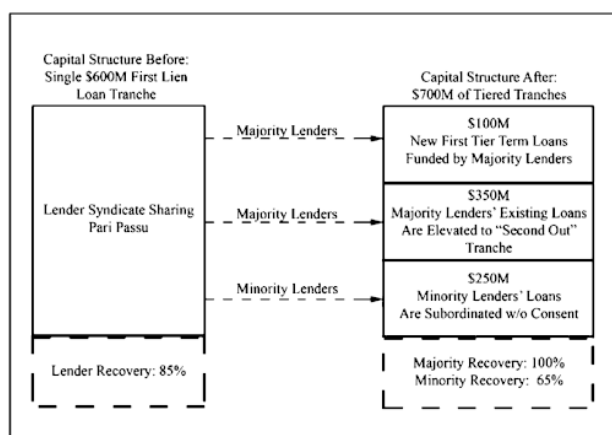 Capital Structure Before:
Single $600M First Lien
Loan Tranche
Lender Syndicate Sharing
Pari Passu
Lender Recovery: 85%
Majority Lenders
Majority Lenders
Minority Lenders
Capital Structure After:
$700M of Tiered Tranches
$100M
New First Tier Term Loans
Funded by Majority Lenders
$350M
Majority Lenders' Existing Loans
Are Elevated to “Second Out”
Tranche
$250M
Minority Lenders' Loans
Are Subordinated w/o Consent
Majority Recovery: 100%
Minority Recovery: 65%